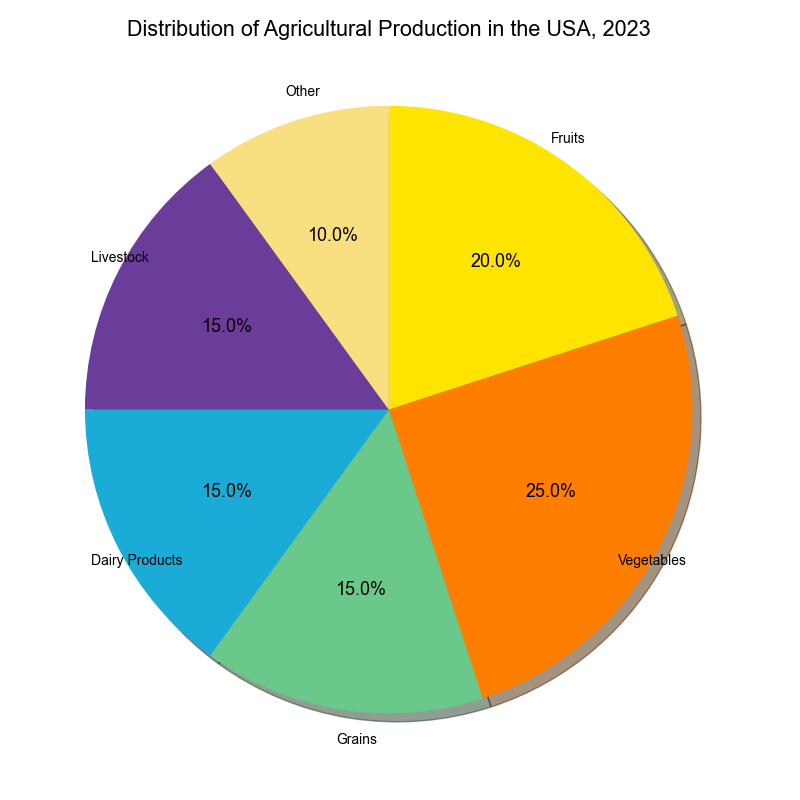 Distribution of Agricultural Production in the USA, 2023
Other
Fruits
10.0%
20.0%
Livestock
15.0%
15.0%
25.0%
Dairy Products
Vegetables
15.0%
Grains